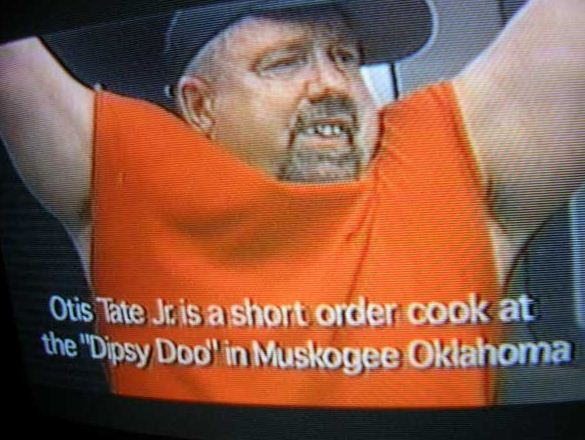 Otis Tate Jr. is a short order cook at
the "Dipsy Doo" in Muskogee Oklahoma